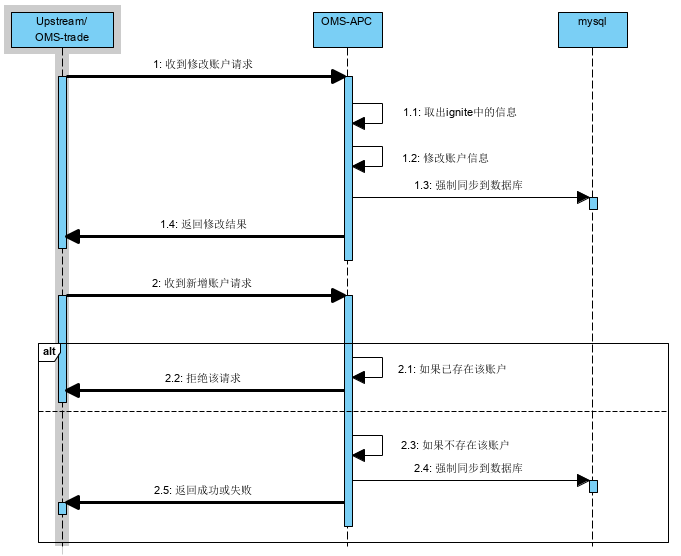 Upstream/
OMS-trade
OMS-APC
mysql
1: 收到修改账户请求
1.1: 取出ignite中的信息
1.2: 修改账户信息
1.3: 强制同步到数据库
1.4: 返回修改结果
2: 收到新增账户请求
alt
2.1: 如果已存在该账户
2.2: 拒绝该请求
2.3: 如果不存在该账户
2.4: 强制同步到数据库
2.5: 返回成功或失败